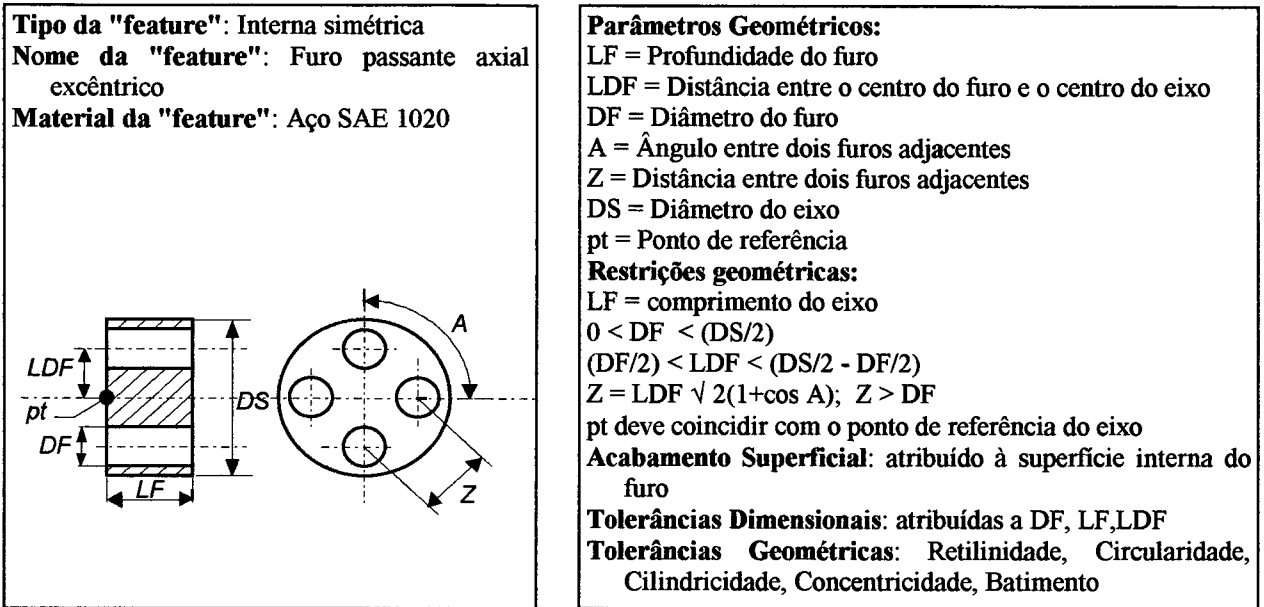 Tipo da "feature": Interna simétrica
Nome da "feature": Furo passante axial
excêntrico
Material da "feature": Aço SAE 1020
A
LDF
pt
DS
DF
LF
Z
Parâmetros Geométricos:
LF = Profundidade do furo
LDF = Distância entre o centro do furo e o centro do eixo
DF = Diâmetro do furo
A = Ângulo entre dois furos adjacentes
Z = Distância entre dois furos adjacentes
DS = Diâmetro do eixo
pt = Ponto de referência
Restrições geométricas:
LF = comprimento do eixo
0 < DF < (DS/2)
(DF/2) < LDF < (DS/2 - DF/2)
Z = LDF √ 2(1+cos A); Z > DF
pt deve coincidir com o ponto de referência do eixo
Acabamento Superficial: atribuído à superfície interna do
furo
Tolerâncias Dimensionais: atribuídas a DF, LF,LDF
Tolerâncias Geométricas: Retilinidade, Circularidade,
Cilindricidade, Concentricidade, Batimento